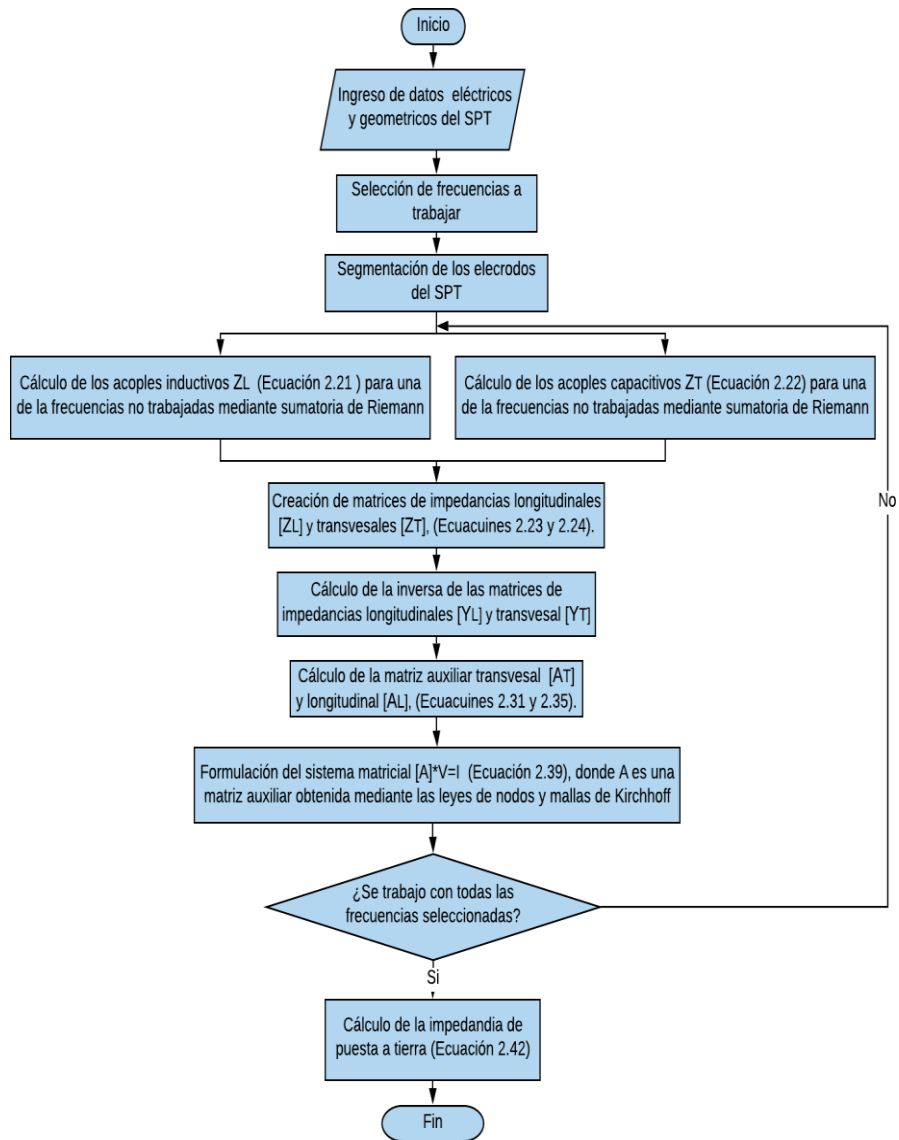 Inicio
Ingreso de datos eléctricos
y geometricos del SPT
Selección de frecuencias a
trabajar
Segmentación de los elecrodos
del SPT
Cálculo de los acoples inductivos ZL (Ecuación 2.21 ) para una
de la frecuencias no trabajadas mediante sumatoria de Riemann
Cálculo de los acoples capacitivos ZT (Ecuación 2.22) para una
de la frecuencias no trabajadas mediante sumatoria de Riemann
Creación de matrices de impedancias longitudinales
[ZL] y transvesales [ZT], (Ecuacuines 2.23 y 2.24).
No
Cálculo de la inversa de las matrices de
impedancias longitudinales [YL] y transversal [YT]
Cálculo de la matriz auxiliar transvesal [AT]
y longitudinal [AL], (Ecuacuines 2.31 y 2.35).
Formulación del sistema matricial [A]*V=I (Ecuación 2.39), donde A es una
matriz auxiliar obtenida mediante las leyes de nodos y mallas de Kirchhoff
¿Se trabajo con todas las
frecuencias seleccionadas?
Si
Cálculo de la impedandia de
puesta a tierra (Ecuación 2.42)
Fin